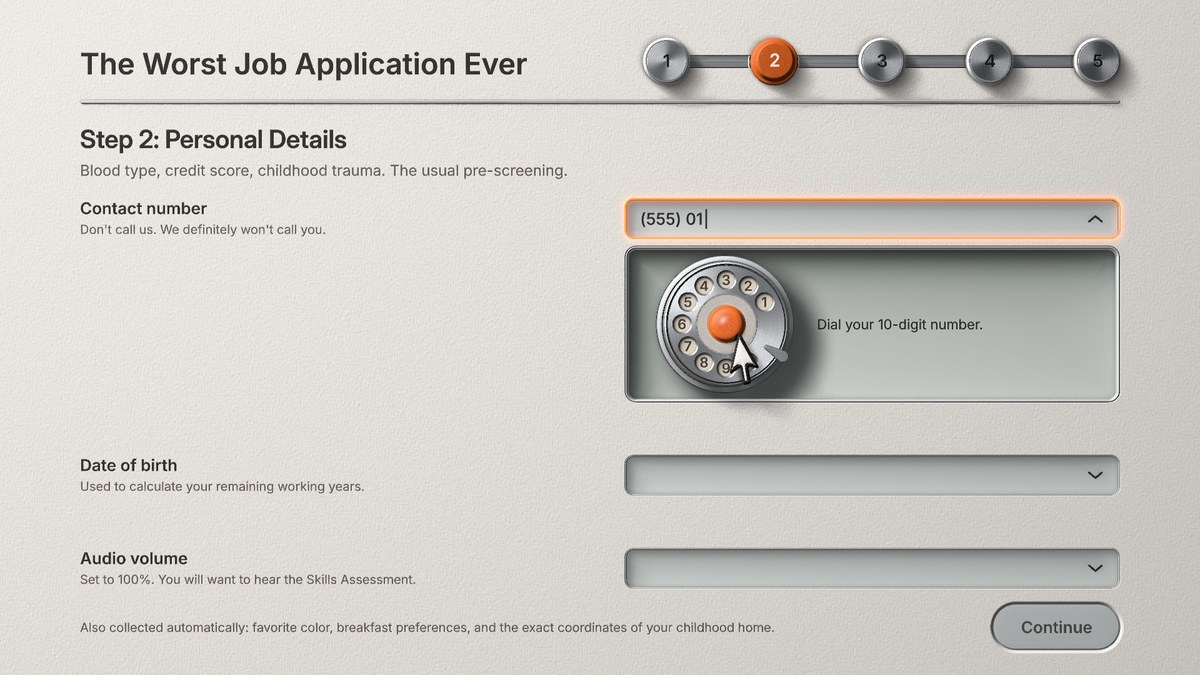 The Worst Job Application Ever
1 2 3 4 5
Step 2: Personal Details
Blood type, credit score, childhood trauma. The usual pre-screening.
Contact number
Don't call us. We definitely won't call you.
(555) 01
1
2
3
4
5
6
7
8
9
Dial your 10-digit number.
Date of birth
Used to calculate your remaining working years.
Audio volume
Set to 100%. You will want to hear the Skills Assessment.
Also collected automatically: favorite color, breakfast preferences, and the exact coordinates of your childhood home.
Continue